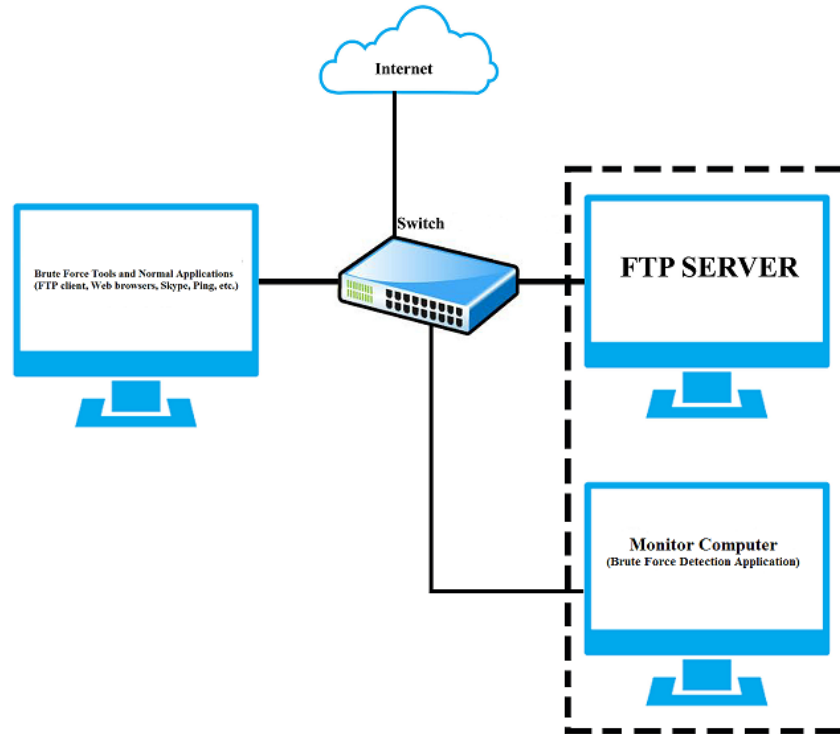 Internet
Switch
Brute Force Tools and Normal Applications
(FTP client, Web browsers, Skype, Ping, etc.)
FTP SERVER
Monitor Computer
(Brute Force Detection Application)